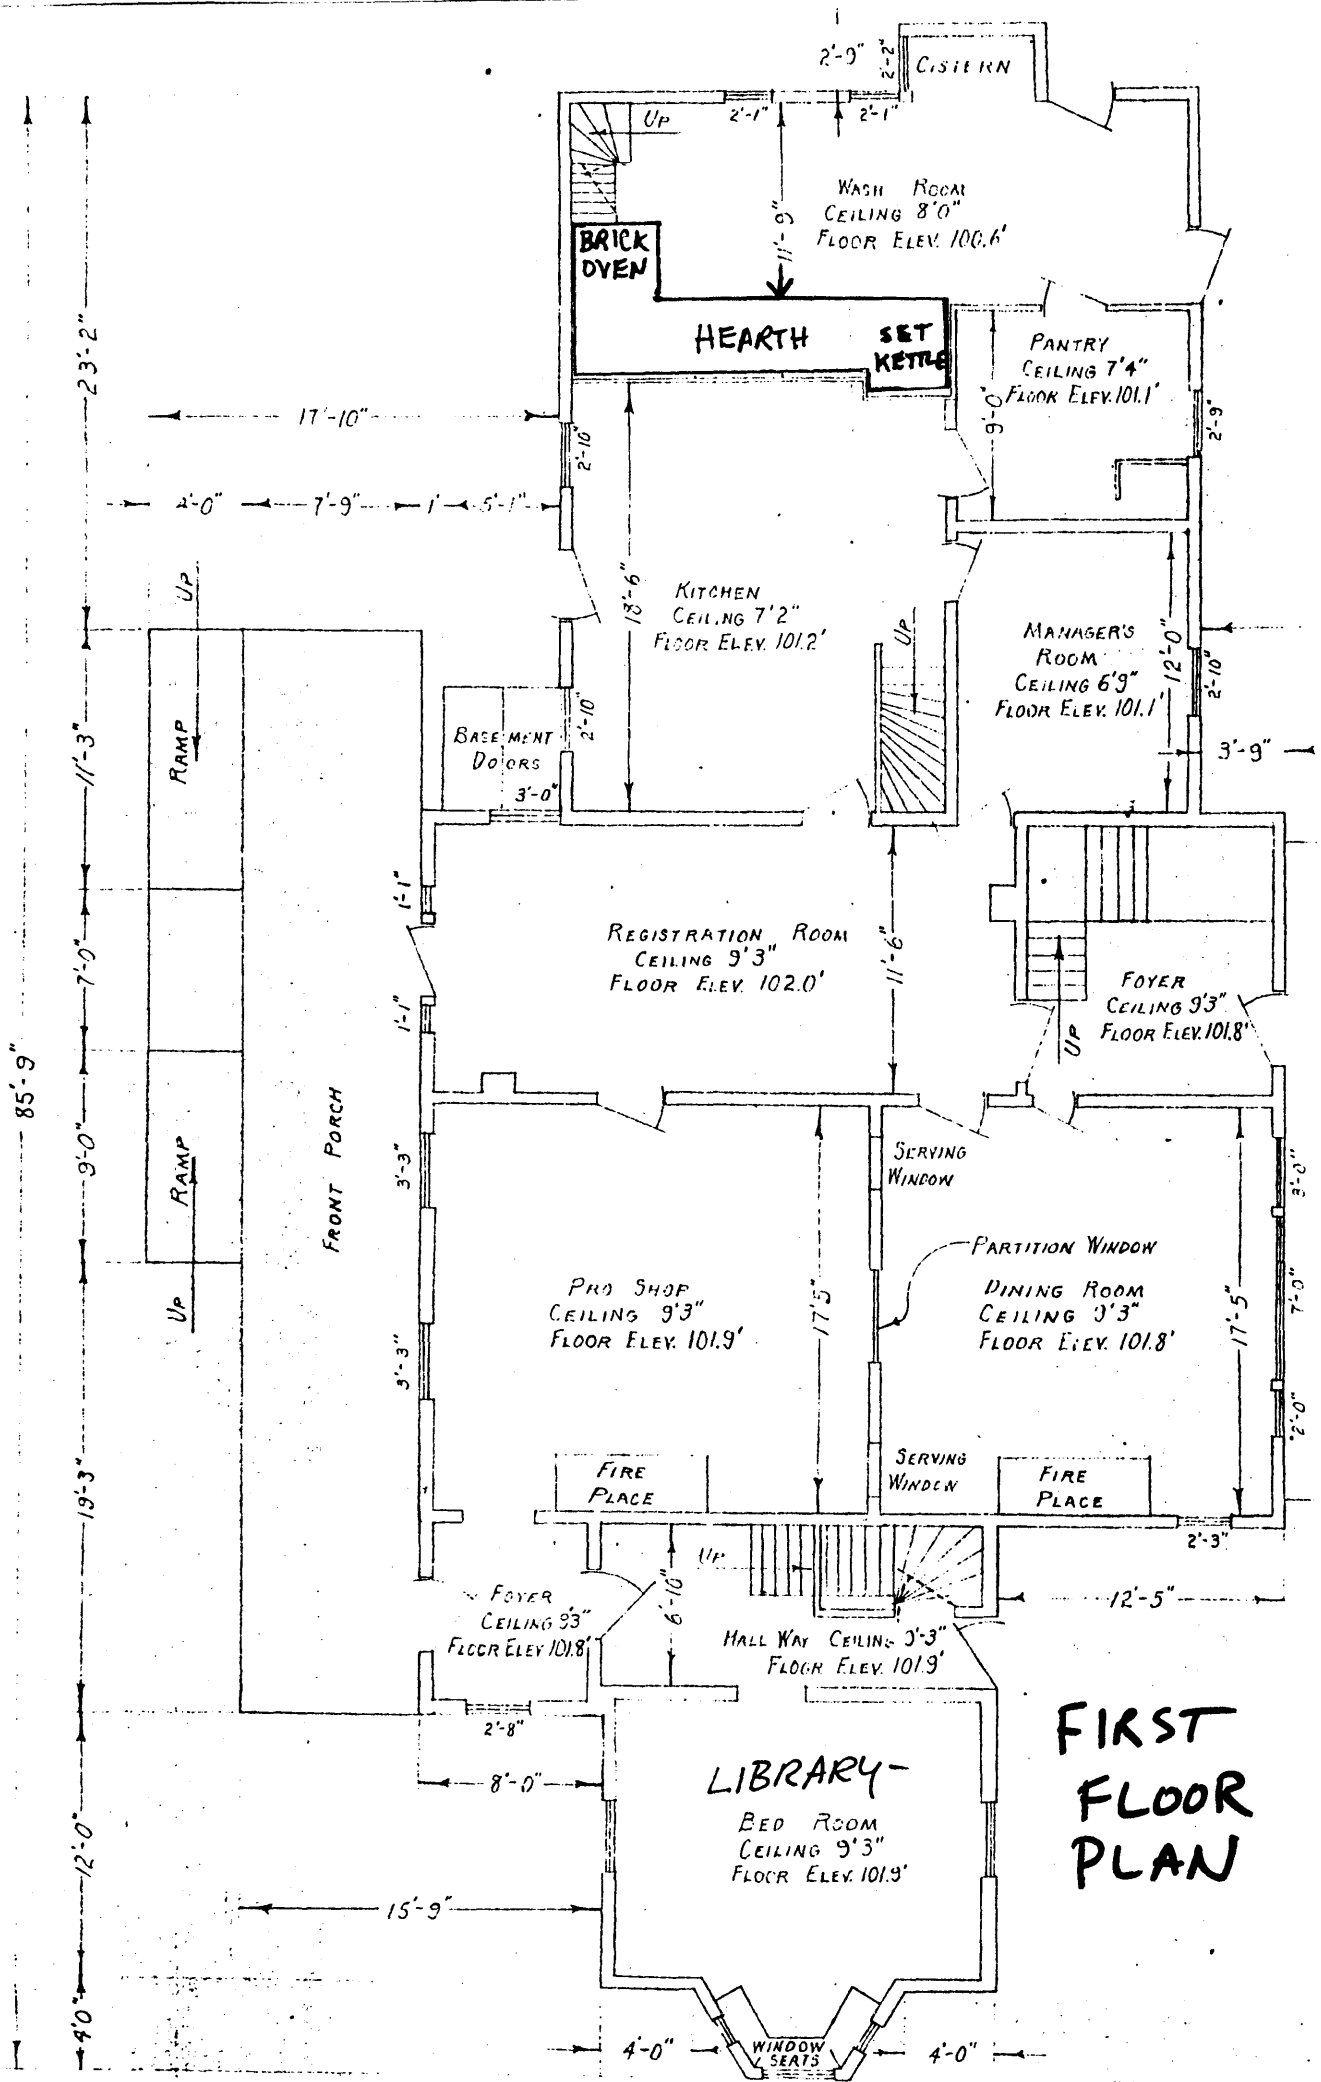 2'-9"
2'-2"
CISTERN
UP
2'-1"
2'-1"
11'-9"
WASH ROOM
CEILING 8'0"
FLOOR ELEV. 100.6'
BRICK
OVEN
HEARTH
SET
KETTLE
PANTRY
CEILING 7'4"
FLOOR ELEV. 101.1'
9'-0"
2'-9"
23'-2"
17'-10"
2'-10"
4'-0"
7'-9"
1'
5'-1"
UP
18'-6"
KITCHEN
CEILING 7'2"
FLOOR ELEV. 101.2'
UP
MANAGER'S
ROOM
CEILING 6'9"
FLOOR ELEV. 101.1'
12'-0"
2'-10"
3'-9"
RAMP
11'-3"
BASEMENT
DOORS
2'-10"
3'-0"
1'-1"
REGISTRATION ROOM
CEILING 9'3"
FLOOR ELEV. 102.0'
11'-6"
7'-0"
1'-1"
FOYER
CEILING 9'3"
FLOOR ELEV. 101.8'
UP
85'-9"
9'-0"
RAMP
UP
FRONT PORCH
3'-3"
3'-3"
SERVING
WINDOW
PARTITION WINDOW
PRO SHOP
CEILING 9'3"
FLOOR ELEV. 101.9'
17'5"
DINING ROOM
CEILING 9'3"
FLOOR ELEV. 101.8'
17'-5"
3'-0"
7'-0"
2'-0"
19'-3"
FIRE
PLACE
SERVING
WINDOW
FIRE
PLACE
2'-3"
UP
6'-10"
12'-5"
FOYER
CEILING 9'3"
FLOOR ELEV 101.8'
HALL WAY CEILING 9'-3"
FLOOR ELEV. 101.9'
2'-8"
8'-0"
LIBRARY-
BED ROOM
CEILING 9'3"
FLOOR ELEV. 101.9'
FIRST
FLOOR
PLAN
12'-0"
15'-9"
4'0"
4'-0"
WINDOW
SEATS
4'-0"